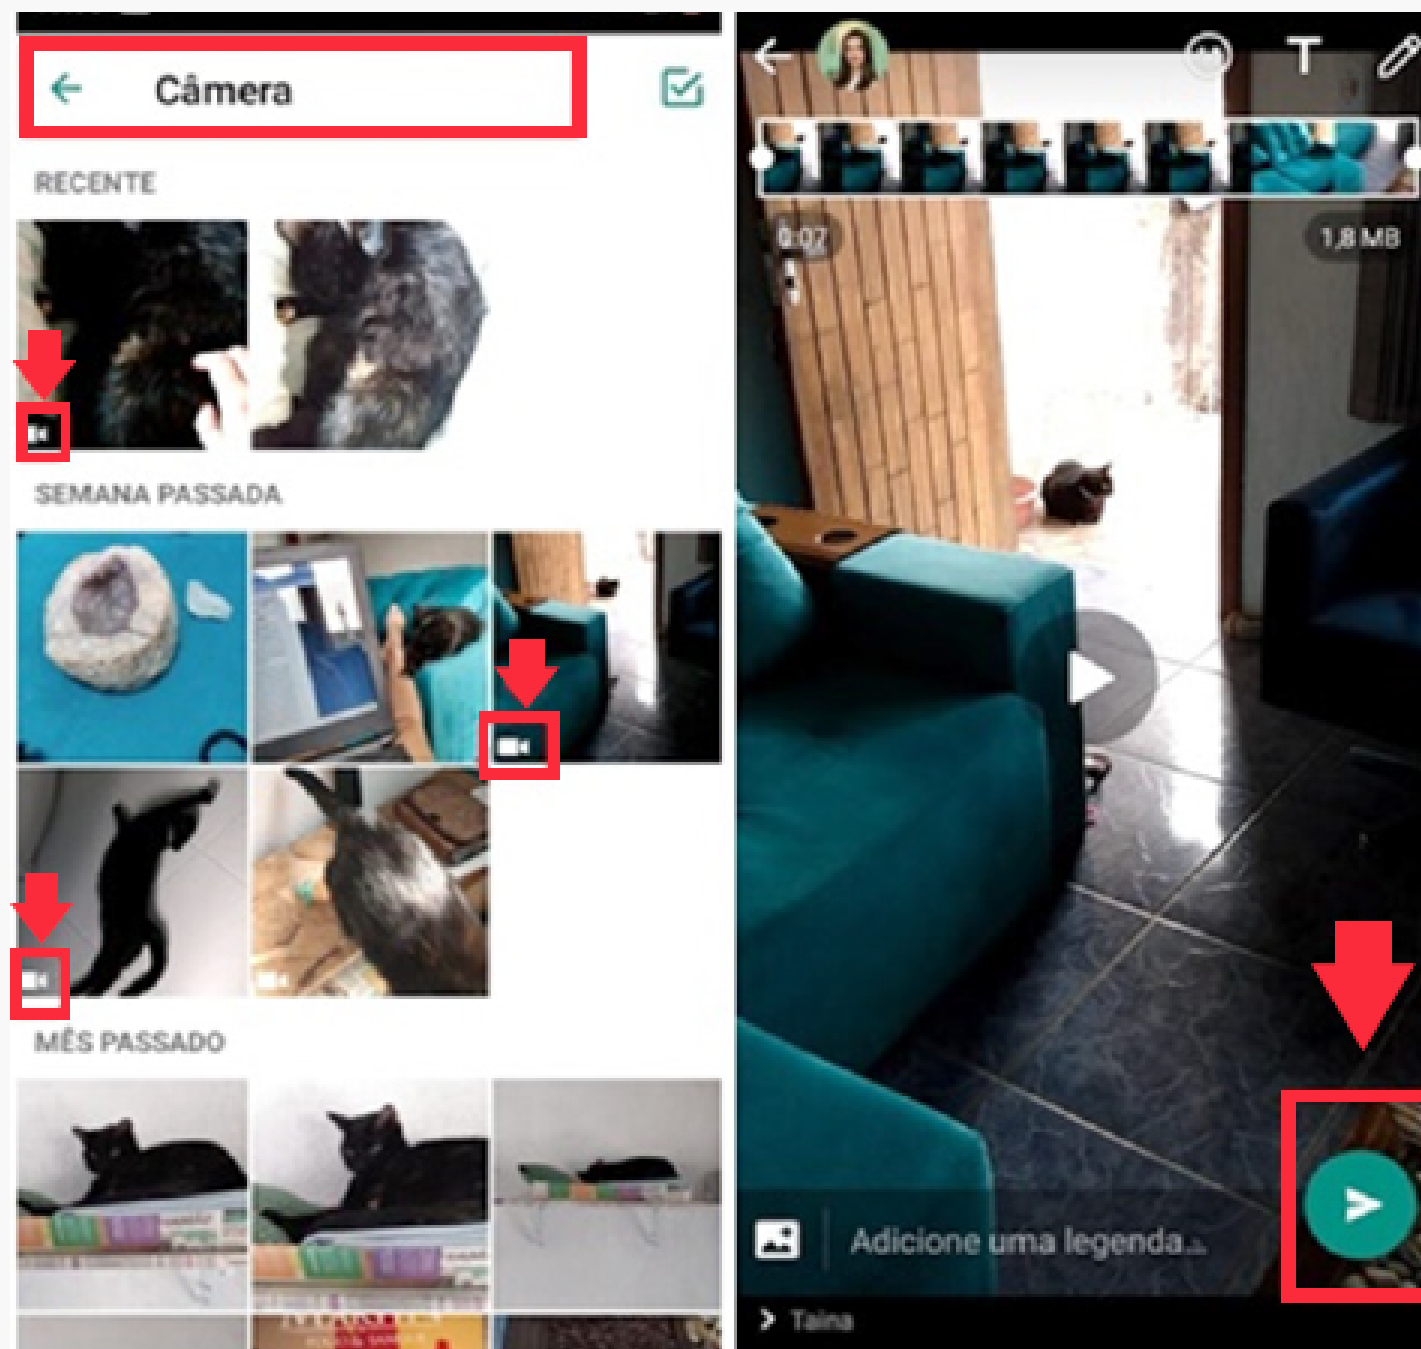 Câmera
RECENTE
SEMANA PASSADA
MÊS PASSADO
T
0:07
1,8 MB
Adicione uma legenda...
Taina